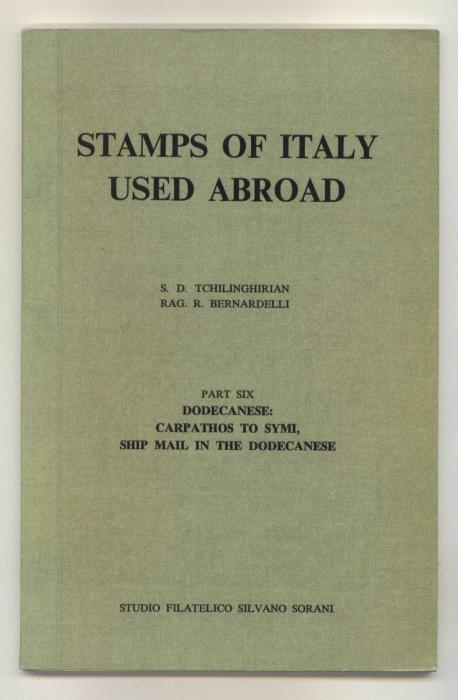 STAMPS OF ITALY
USED ABROAD
S. D. TCHILINGHIRIAN
RAG. R. BERNARDELLI
PART SIX
DODECANESE:
CARPATHOS TO SYMI,
SHIP MAIL IN THE DODECANESE
STUDIO FILATELICO SILVANO SORANI